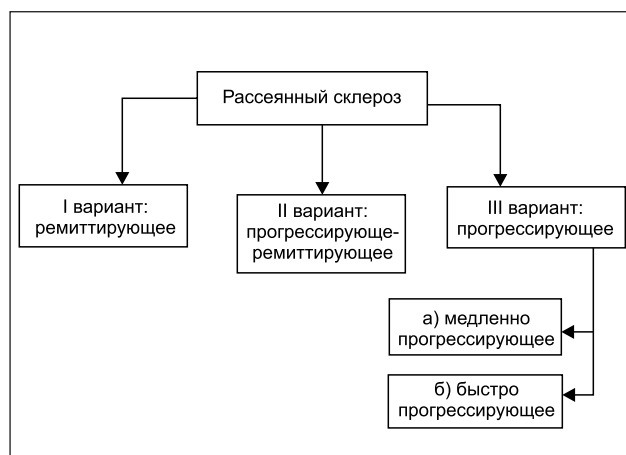 Рассеянный склероз
I вариант:
ремиттирующее
II вариант:
прогрессирующе-
ремиттирующее
III вариант:
прогрессирующее
а) медленно
прогрессирующее
б) быстро
прогрессирующее